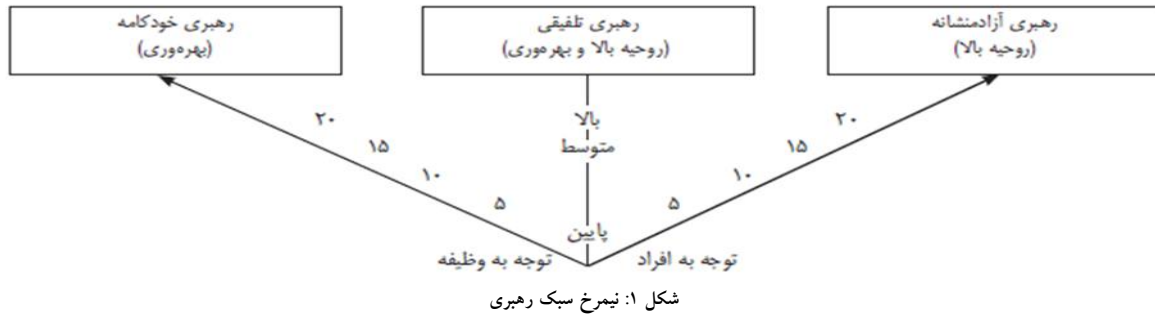 رهبری آزادمنشانه
(روحیه بالا)
رهبری تلفیقی
(روحیه بالا و بهره‌وری)
رهبری خودکامه
(بهره‌وری)
۲۰
۱۵
۱۰
۵
بالا
متوسط
پایین
۲۰
۱۵
۱۰
۵
توجه به افراد
توجه به وظیفه
شکل ۱: نیمرخ سبک رهبری